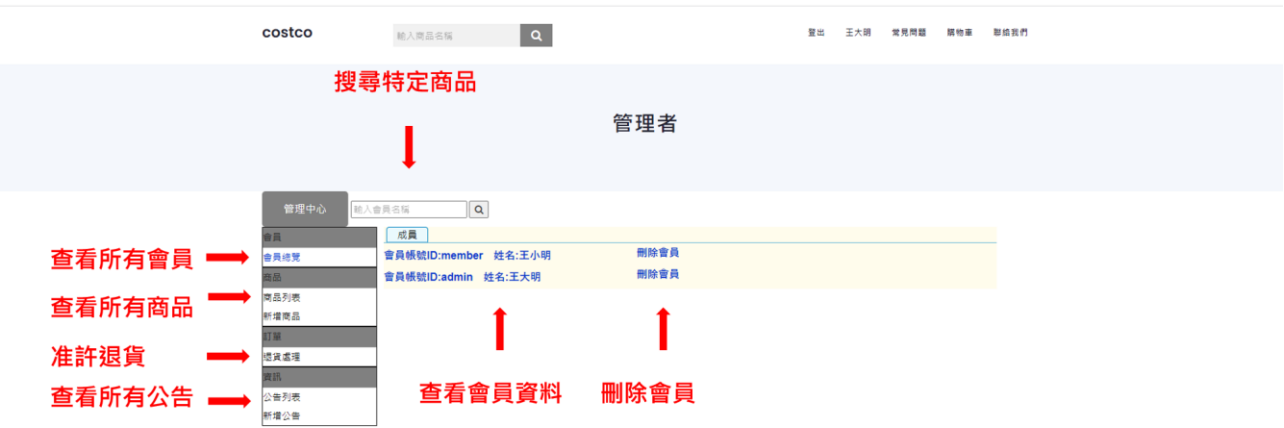 costco 輸入商品名稱 登出 王大明 常見問題 購物車 聯絡我們
搜尋特定商品
管理者
管理中心 輸入會員名稱
會員 成員
會員總覽 會員帳號ID:member 姓名:王小明 刪除會員
查看所有會員
商品 會員帳號ID:admin 姓名:王大明 刪除會員
商品列表
查看所有商品
新增商品
訂單
准許退貨 退貨處理
資訊
查看所有公告 公告列表 查看會員資料 刪除會員
新增公告